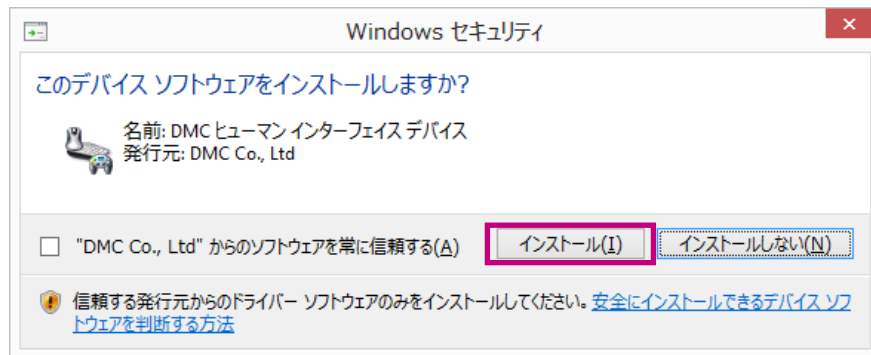 Windows セキュリティ
このデバイス ソフトウェアをインストールしますか?
名前: DMC ヒューマン インターフェイス デバイス
発行元: DMC Co., Ltd
"DMC Co., Ltd" からのソフトウェアを常に信頼する(A) インストール(I) インストールしない(N)
信頼する発行元からのドライバー ソフトウェアのみをインストールしてください。安全にインストールできるデバイス ソフ
トウェアを判断する方法